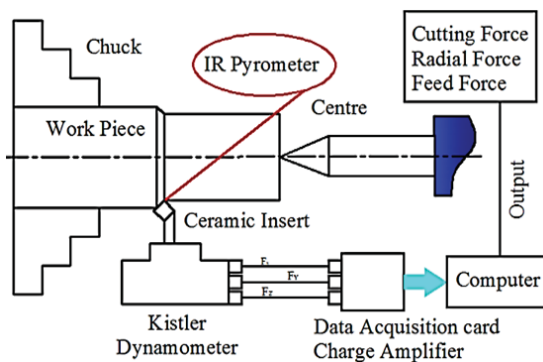 Chuck
IR Pyrometer
Cutting Force
Radial Force
Feed Force
Centre
Work Piece
Ceramic Insert
Output
Fy
Fz
Computer
Kistler
Dynamometer
Data Acquisition card
Charge Amplifier